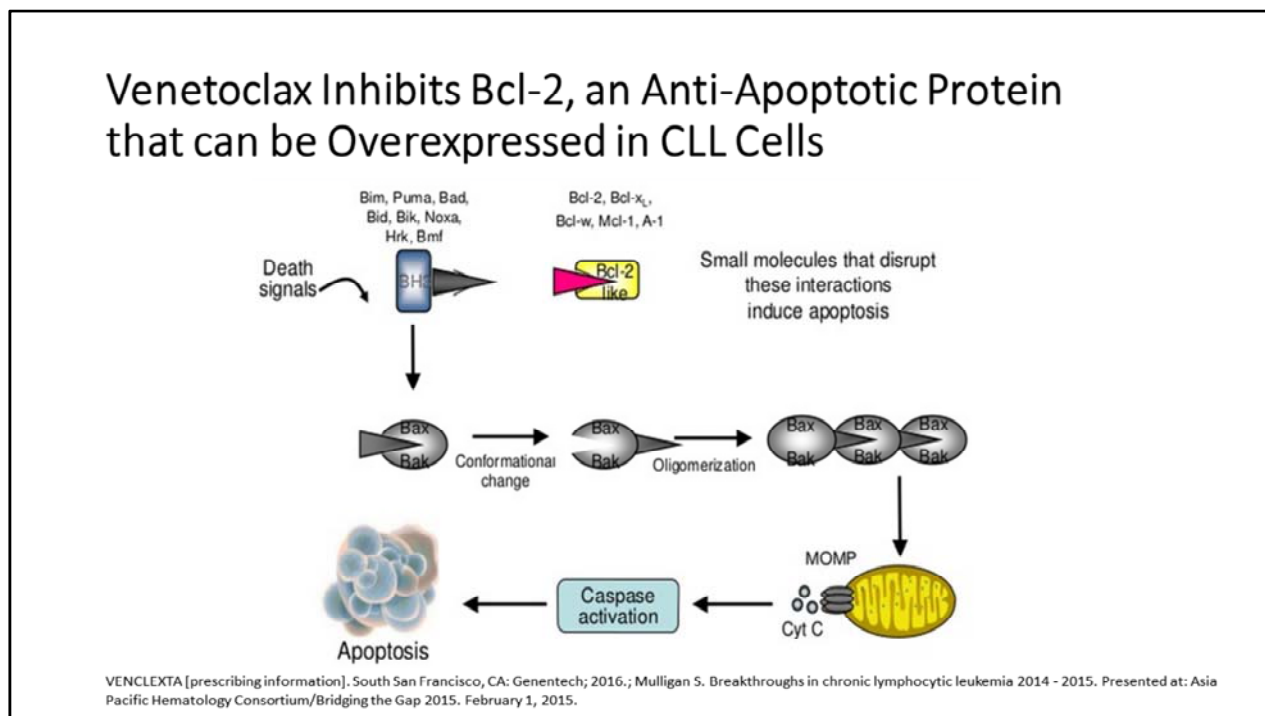 Venetoclax Inhibits Bcl-2, an Anti-Apoptotic Protein
that can be Overexpressed in CLL Cells
Bim, Puma, Bad,
Bid, Bik, Noxa,
Hrk, Bmf
Bcl-2, Bcl-xL,
Bcl-w, Mcl-1, A-1
Death
signals
BH3
Bcl-2
like
Small molecules that disrupt
these interactions
induce apoptosis
Bax
Bak
Conformational
change
Bax
Bak
Oligomerization
Bax
Bak
Bax
Bak
Bax
Bak
MOMP
Cyt C
Caspase
activation
Apoptosis
VENCLEXTA [prescribing information]. South San Francisco, CA: Genentech; 2016.; Mulligan S. Breakthroughs in chronic lymphocytic leukemia 2014 - 2015. Presented at: Asia
Pacific Hematology Consortium/Bridging the Gap 2015. February 1, 2015.